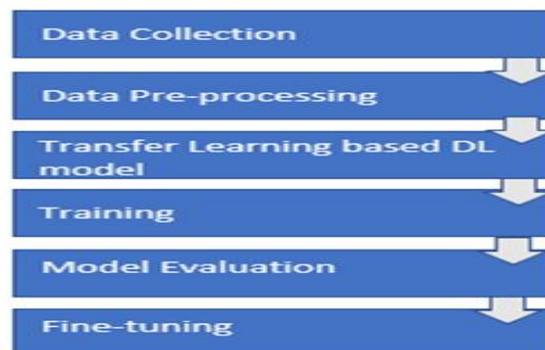 Data Collection
Data Pre-processing
Transfer Learning based DL
model
Training
Model Evaluation
Fine-tuning